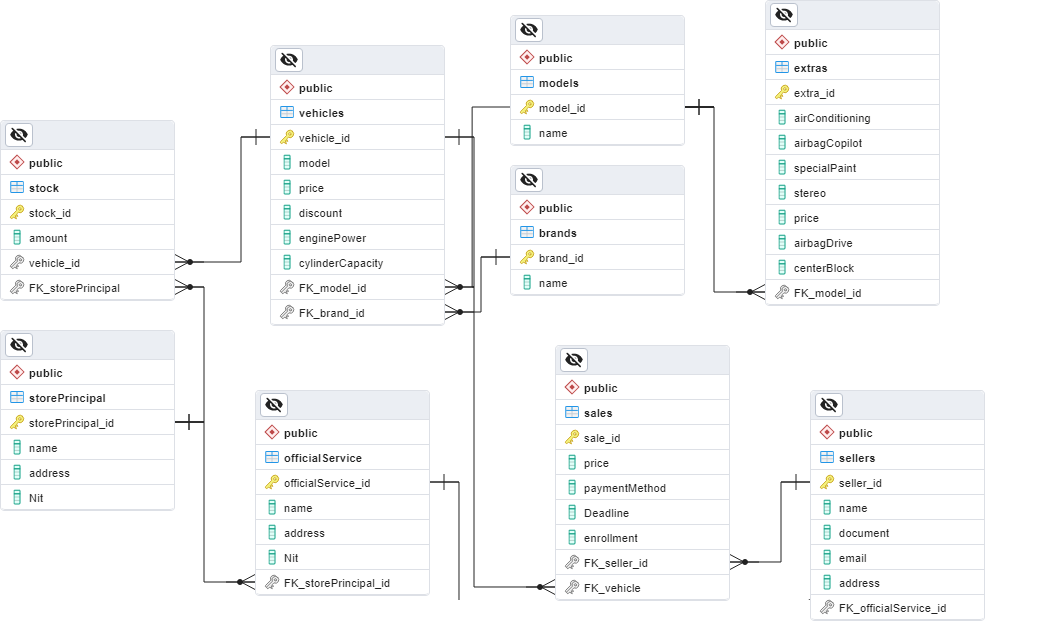 public
stock
stock_id
amount
vehicle_id
FK_storePrincipal
public
storePrincipal
storePrincipal_id
name
address
Nit
public
vehicles
vehicle_id
model
price
discount
enginePower
cylinderCapacity
FK_model_id
FK_brand_id
public
officialService
officialService_id
name
address
Nit
FK_storePrincipal_id
public
models
model_id
name
public
brands
brand_id
name
public
sales
sale_id
price
paymentMethod
Deadline
enrollment
FK_seller_id
FK_vehicle
public
extras
extra_id
airConditioning
airbagCopilot
specialPaint
stereo
price
airbagDrive
centerBlock
FK_model_id
public
sellers
seller_id
name
document
email
address
FK_officialService_id